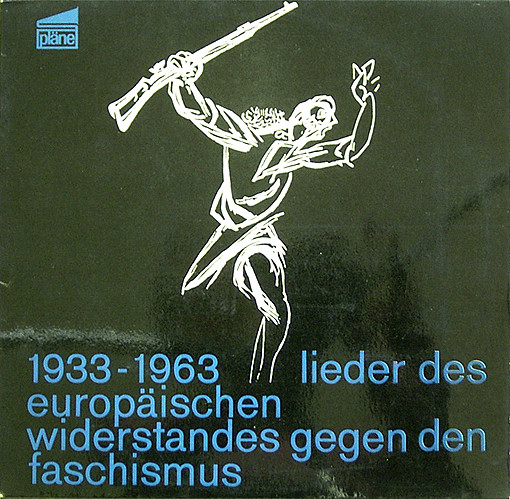 pläne
1933-1963 lieder des
europäischen
widerstandes gegen den
faschismus